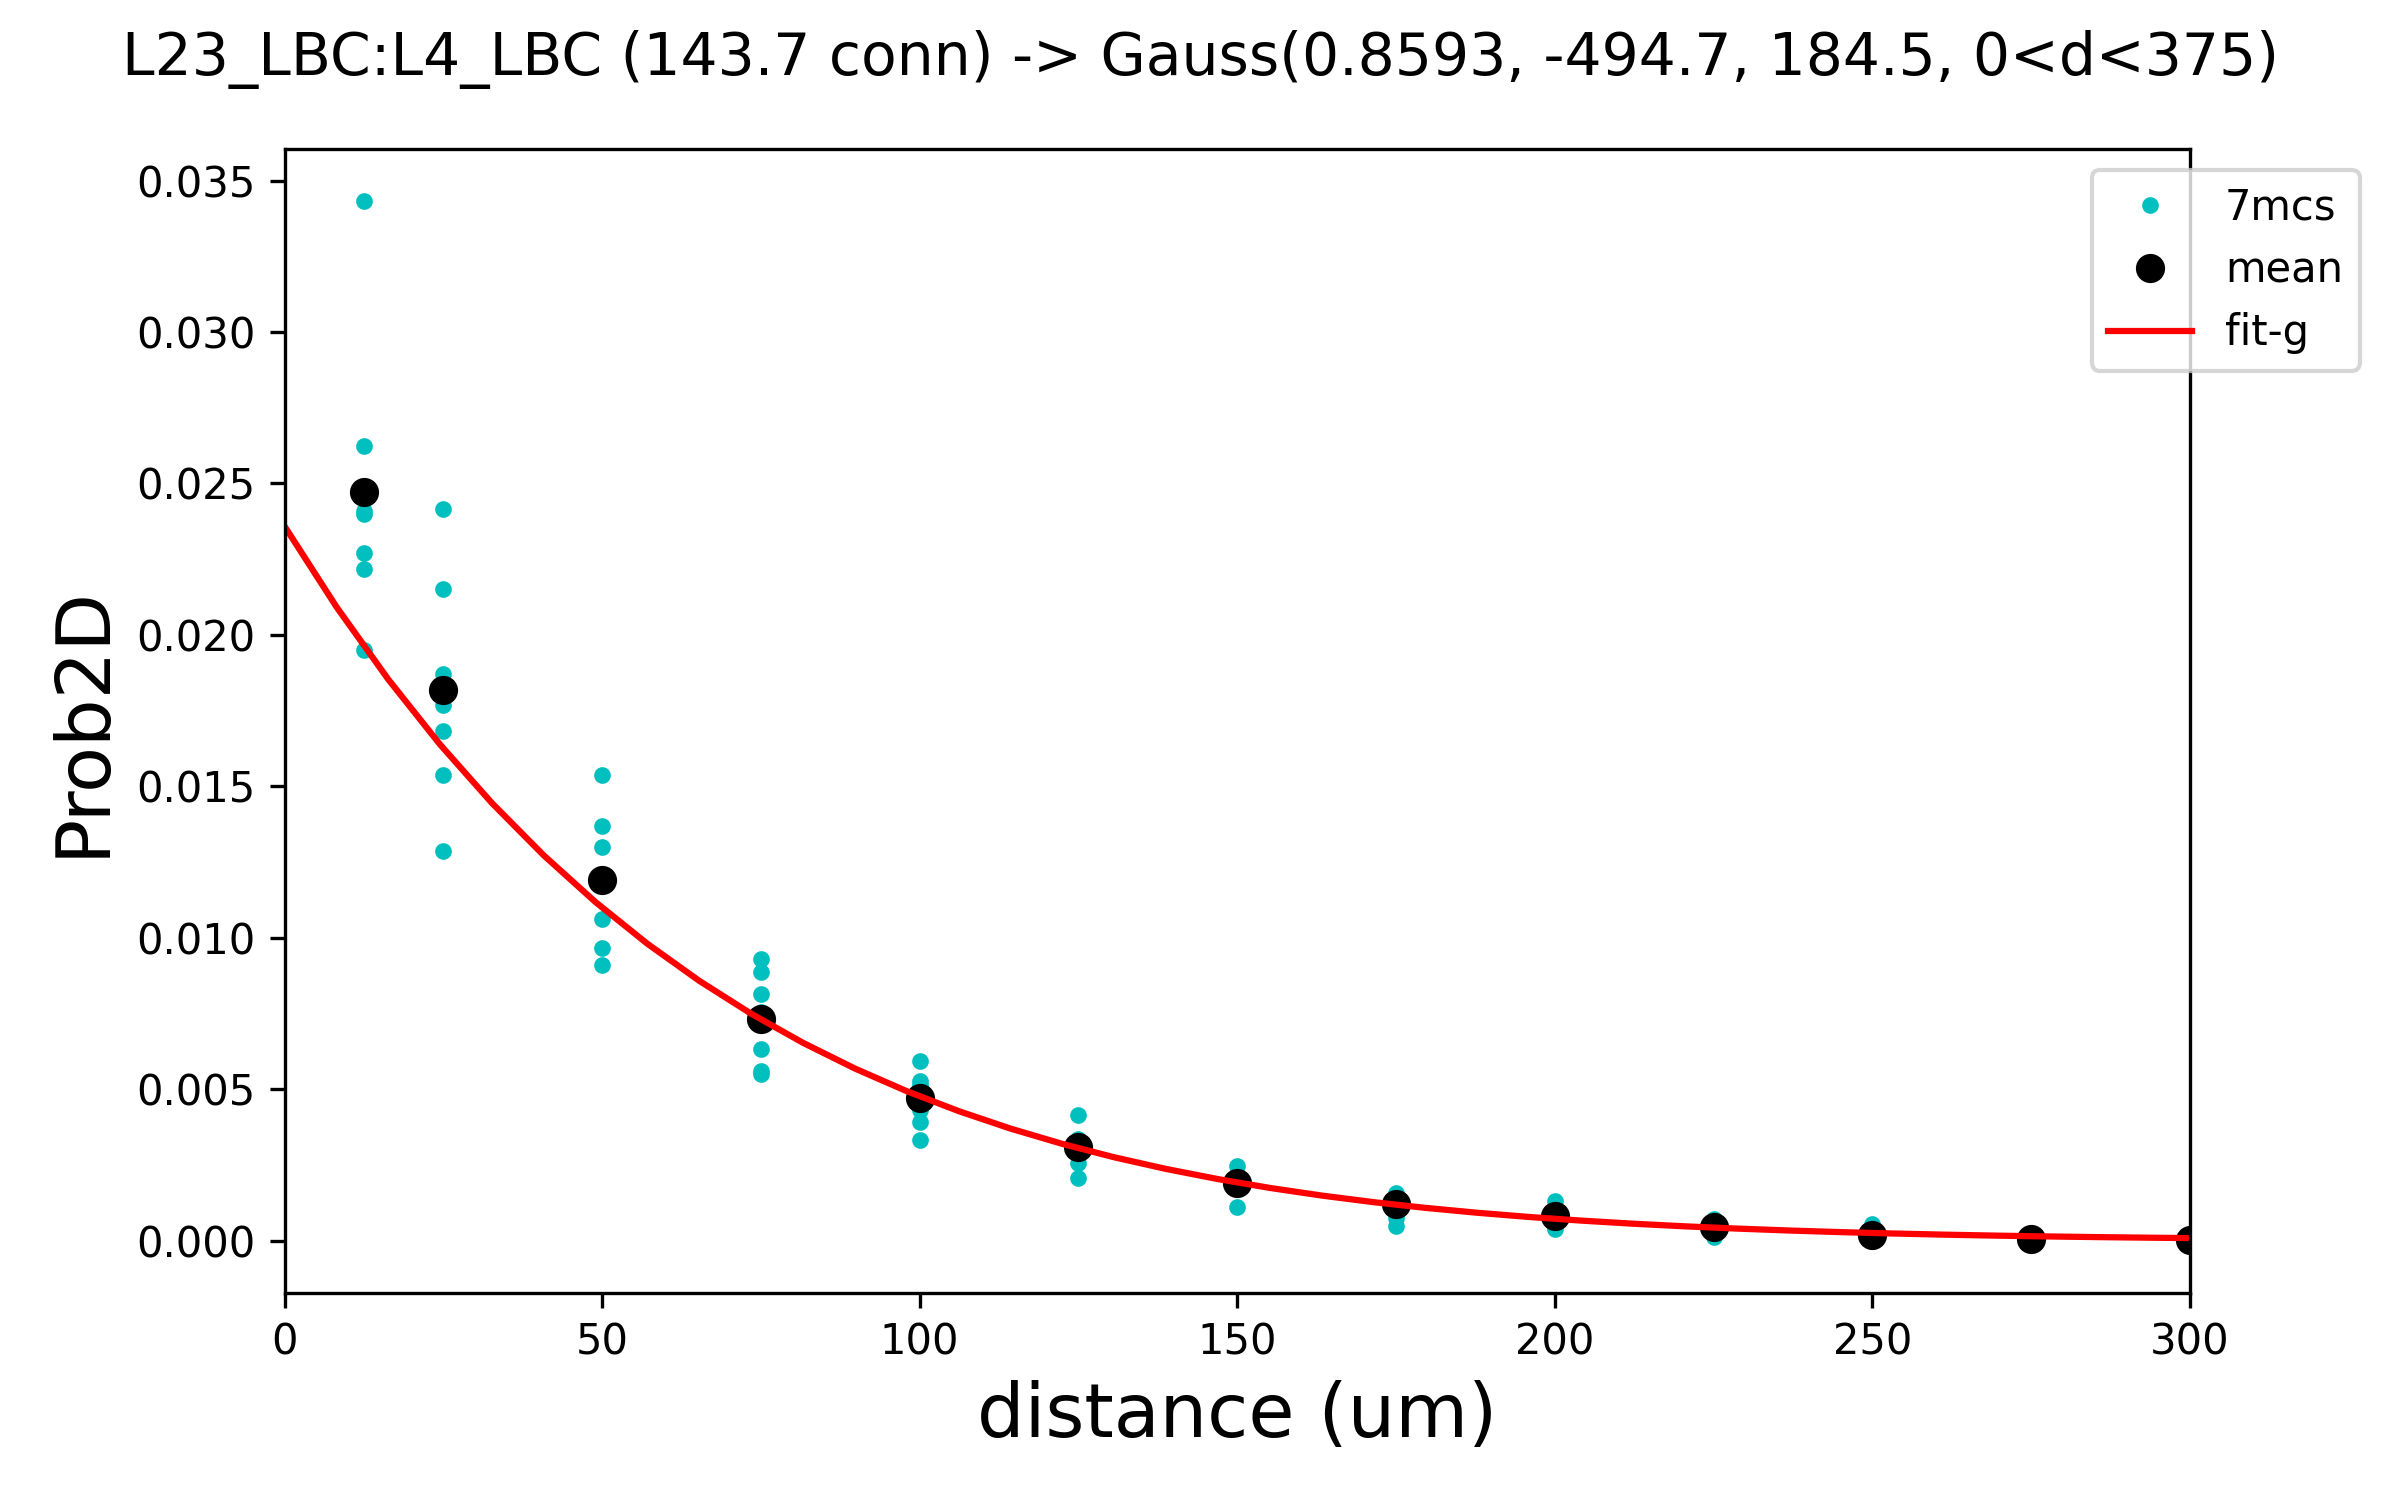 L23_LBC:L4_LBC (143.7 conn) -> Gauss(0.8593, -494.7, 184.5, 0<d<375)
7mcs
mean
fit-g
Prob2D
0.035
0.030
0.025
0.020
0.015
0.010
0.005
0.000
0 50 100 150 200 250 300
distance (um)